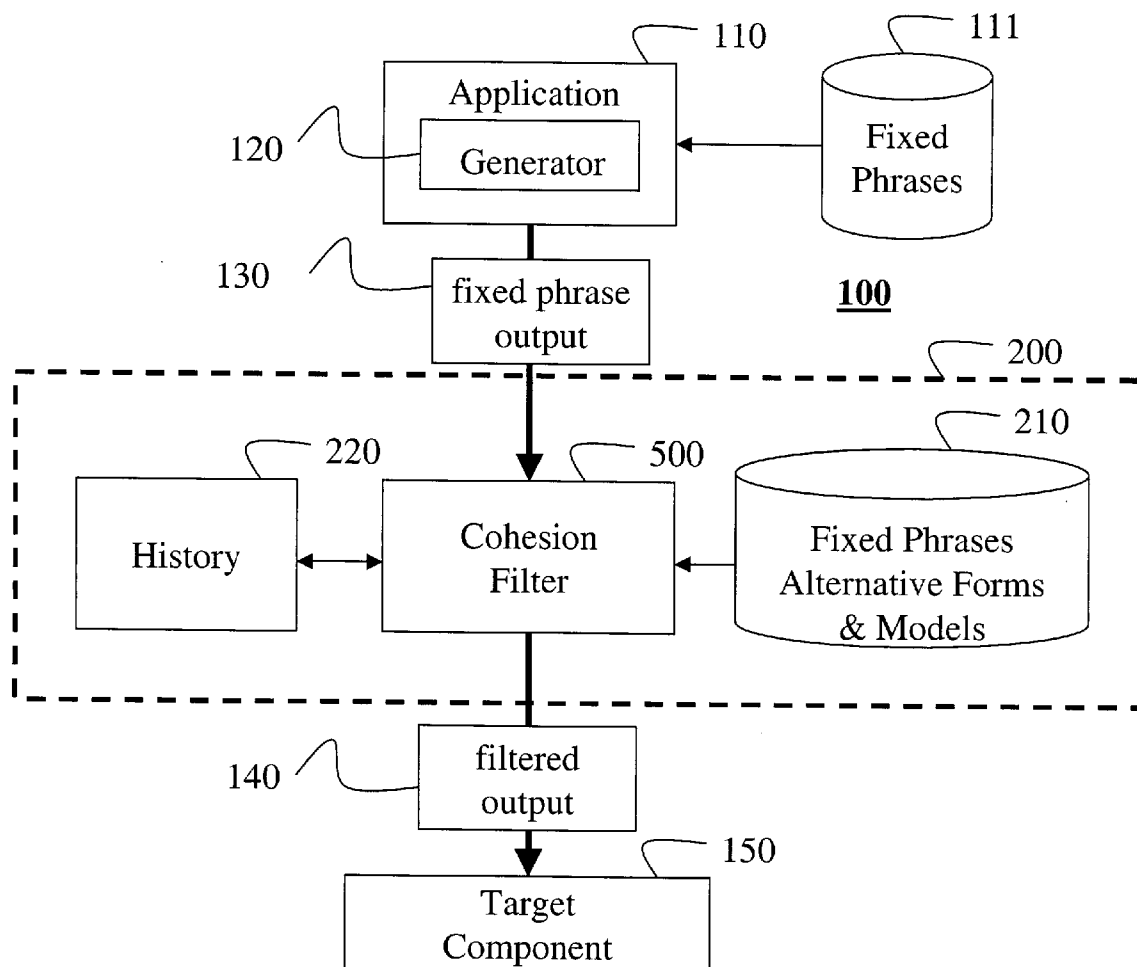 110
111
Application
120
Generator
Fixed
Phrases
130
fixed phrase
output
100
200
220
500
210
History
Cohesion
Filter
Fixed Phrases
Alternative Forms
& Models
140
filtered
output
150
Target
Component